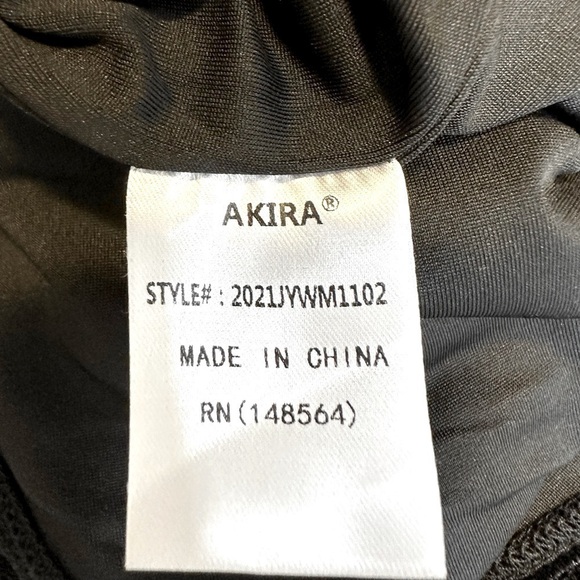 AKIRA®
STYLE#: 2021JYWM1102
MADE IN CHINA
RN(148564)